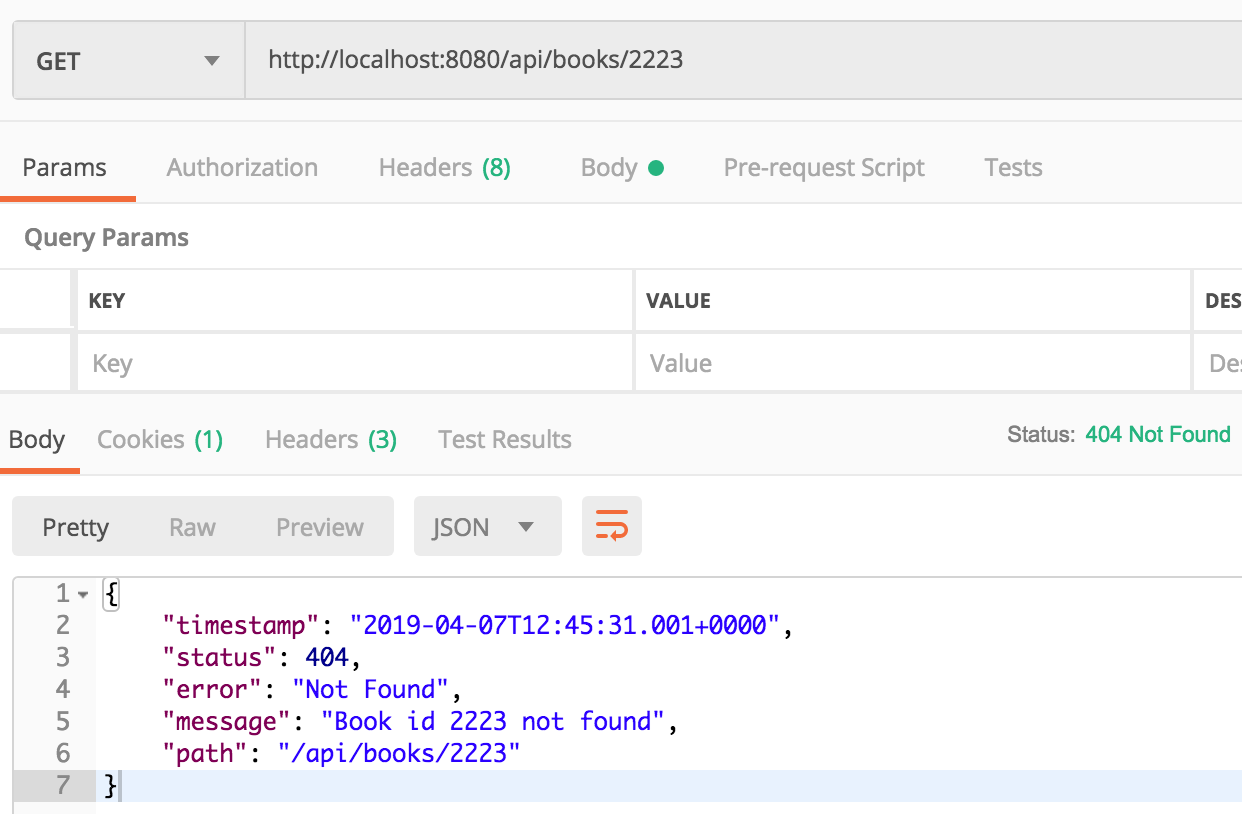 GET http://localhost:8080/api/books/2223
Params Authorization Headers (8) Body Pre-request Script Tests
Query Params
KEY VALUE DES
Key Value Des
Body Cookies (1) Headers (3) Test Results Status: 404 Not Found
Pretty Raw Preview JSON
1 {
2 "timestamp": "2019-04-07T12:45:31.001+0000",
3 "status": 404,
4 "error": "Not Found",
5 "message": "Book id 2223 not found",
6 "path": "/api/books/2223"
7 }